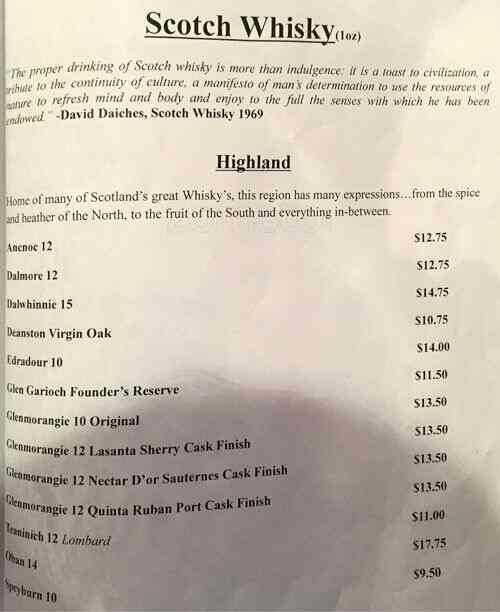 Scotch Whisky(1oz)
"The proper drinking of Scotch whisky is more than indulgence: it is a toast to civilization, a
tribute to the continuity of culture, a manifesto of man's determination to use the resources of
nature to refresh mind and body and enjoy to the full the senses with which he has been
endowed." -David Daiches, Scotch Whisky 1969
Highland
Home of many of Scotland's great Whisky's, this region has many expressions…from the spice
and heather of the North, to the fruit of the South and everything in-between.
Ancnoc 12 $12.75
Dalmore 12 $12.75
Dalwhinnie 15 $14.75
Deanston Virgin Oak $10.75
Edradour 10 $14.00
Glen Garioch Founder's Reserve $11.50
Glenmorangie 10 Original $13.50
Glenmorangie 12 Lasanta Sherry Cask Finish $13.50
Glenmorangie 12 Nectar D'or Sauternes Cask Finish $13.50
Glenmorangie 12 Quinta Ruban Port Cask Finish $13.50
Teaninich 12 Lombard $11.00
Oban 14 $17.75
Speyburn 10 $9.50